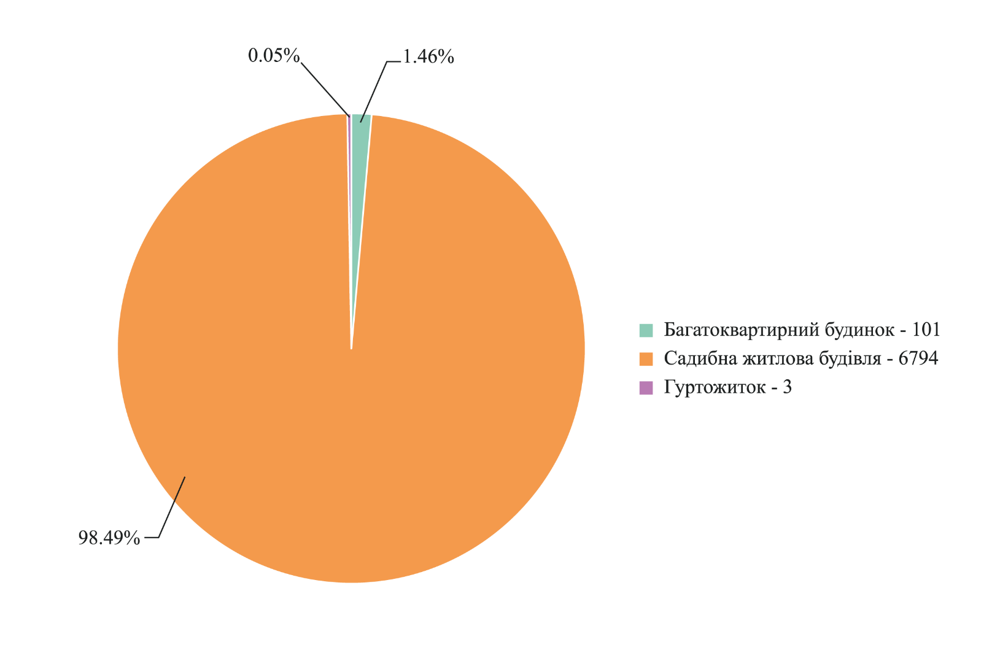 0.05%
1.46%
Багатоквартирний будинок - 101
Садибна житлова будівля - 6794
Гуртожиток - 3
98.49%